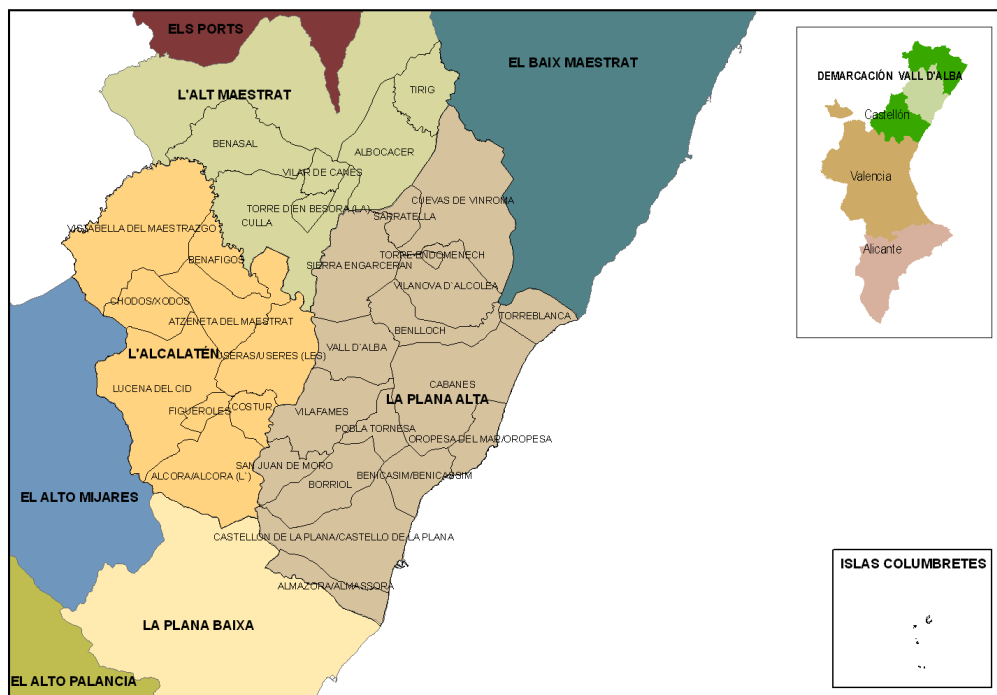 ELS PORTS
EL BAIX MAESTRAT
DEMARCACIÓN VALL D'ALBA
L'ALT MAESTRAT
TIRIG
Castellón
BENASAL
ALBOCACER
VILAR DE CANES
Valencia
CUEVAS DE VINROMA
TORRE D'EN BESORA (LA)
SARRATELLA
CULLA
VISTABELLA DEL MAESTRAZGO
Alicante
TORRE ENDOMENECH
BENAFIGOS
SIERRA ENGARCERAN
VILANOVA D'ALCOLEA
CHODOS/XODOS
TORREBLANCA
ATZENETA DEL MAESTRAT
BENLLOCH
VALL D'ALBA
L'ALCALATÉN
USERAS/USERES (LES)
CABANES
LUCENA DEL CID
LA PLANA ALTA
COSTUR
FIGUEROLES
VILAFAMES
POBLA TORNESA
OROPESA DEL MAR/OROPESA
SAN JUAN DE MORO
ALCORA/ALCORA (L')
BENICASIM/BENICASSIM
BORRIOL
EL ALTO MIJARES
CASTELLON DE LA PLANA/CASTELLO DE LA PLANA
ISLAS COLUMBRETES
ALMAZORA/ALMASSORA
LA PLANA BAIXA
EL ALTO PALANCIA